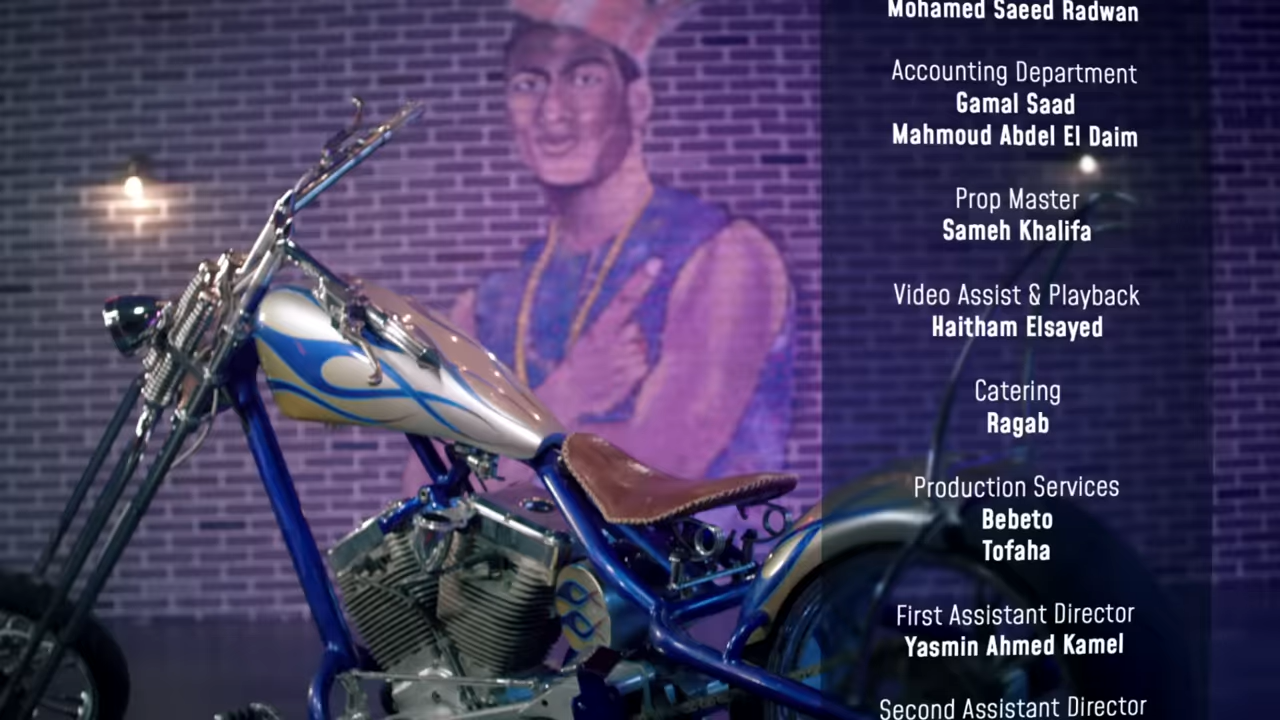 Mohamed Saeed Radwan
Accounting Department
Gamal Saad
Mahmoud Abdel El Daim
Prop Master
Sameh Khalifa
Video Assist & Playback
Haitham Elsayed
Catering
Ragab
Production Services
Bebeto
Tofaha
First Assistant Director
Yasmin Ahmed Kamel
Second Assistant Director